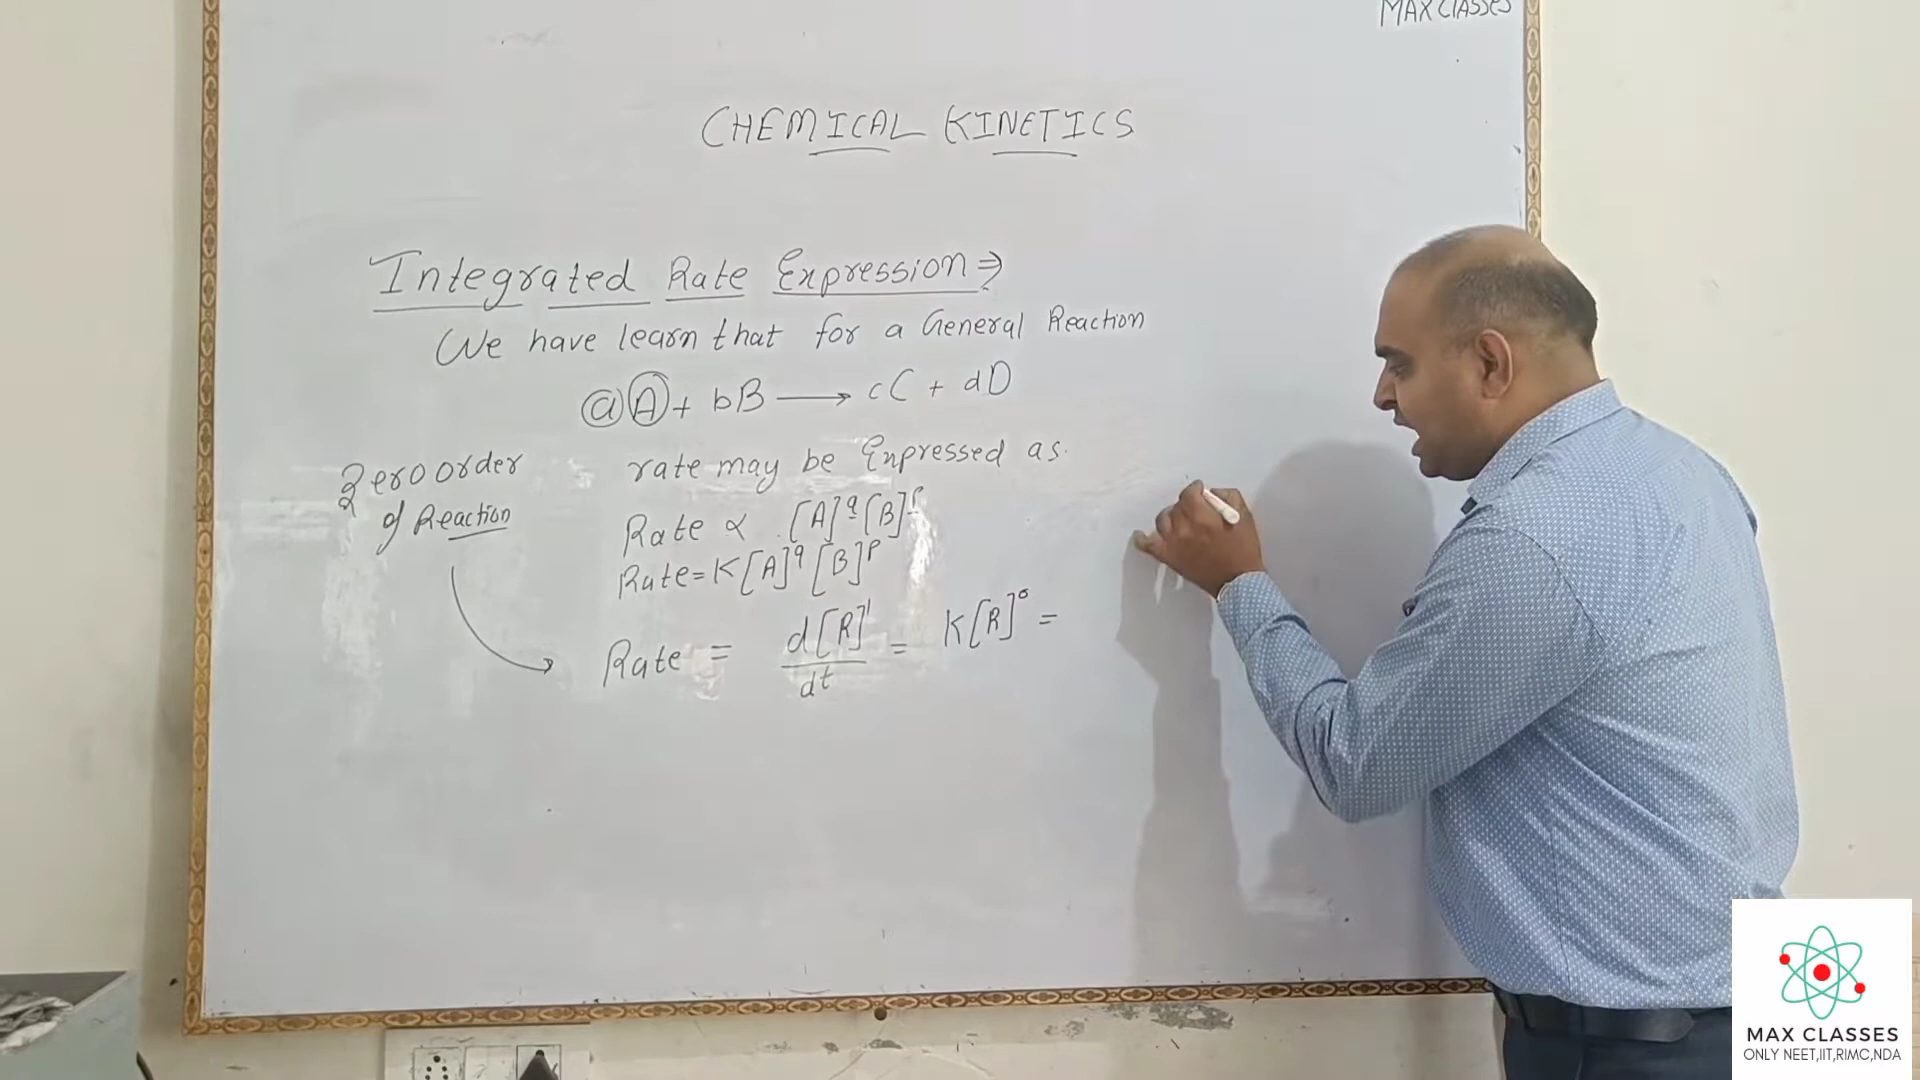 MAX CLASSES
CHEMICAL KINETICS
Integrated Rate Expression ⇒
We have learn that for a General Reaction
aA + bB ⟶ cC + dD
Zero order
of Reaction
rate may be Expressed as.
Rate ∝ [A]^q [B]^p
Rate = K[A]^q [B]^p
Rate = d[R]^1/dt = K[R]^0 =
MAX CLASSES
ONLY NEET,IIT,RIMC,NDA